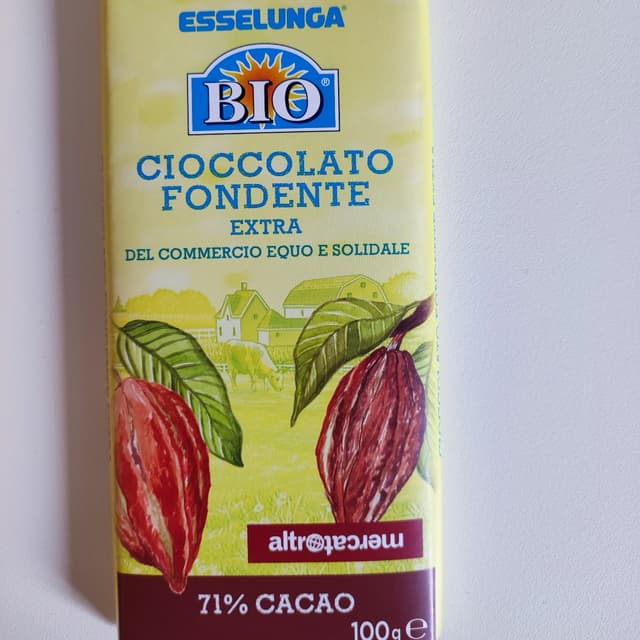 ESSELUNGA®
BIO®
CIOCCOLATO
FONDENTE
EXTRA
DEL COMMERCIO EQUO E SOLIDALE
altromercato
71% CACAO
100g e